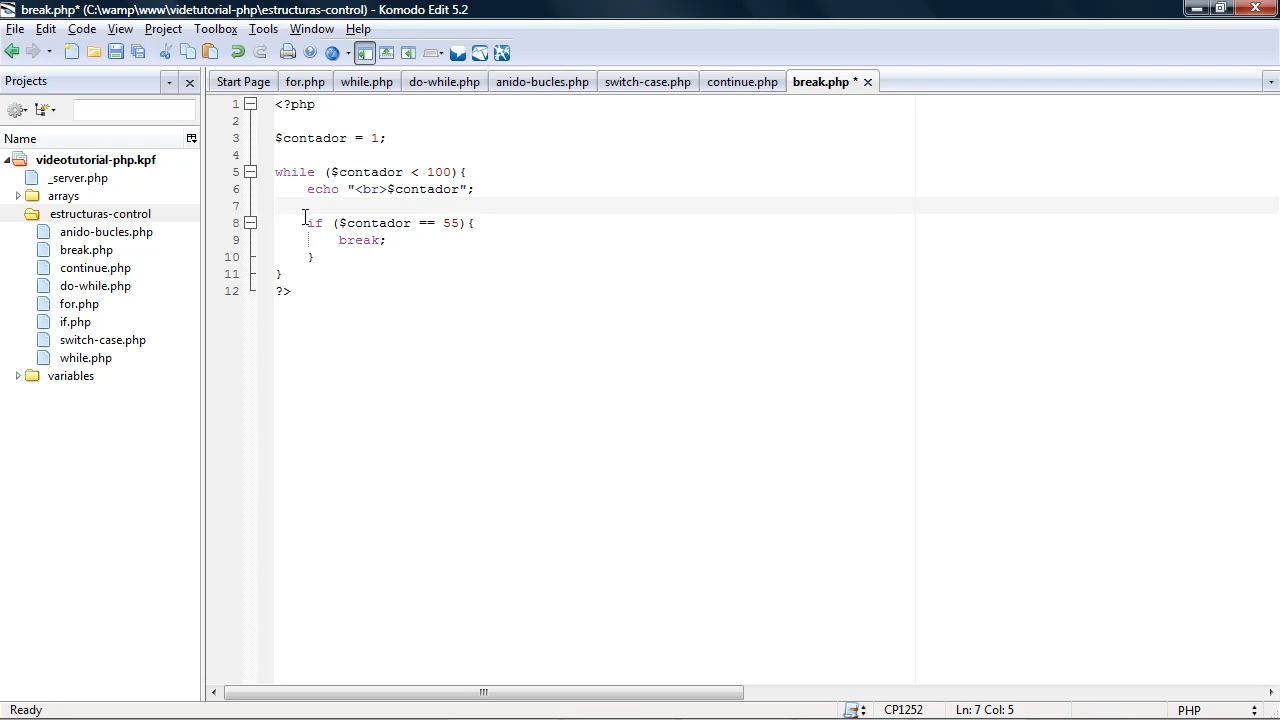 break.php* (C:\wamp\www\videtutorial-php\estructuras-control) - Komodo Edit 5.2
File Edit Code View Project Toolbox Tools Window Help
Projects
Start Page for.php while.php do-while.php anido-bucles.php switch-case.php continue.php break.php *
Name
videotutorial-php.kpf
_server.php
arrays
estructuras-control
anido-bucles.php
break.php
continue.php
do-while.php
for.php
if.php
switch-case.php
while.php
variables
1 <?php
2
3 $contador = 1;
4
5 while ($contador < 100){
6 echo "<br>$contador";
7
8 if ($contador == 55){
9 break;
10 }
11 }
12 ?>
Ready CP1252 Ln: 7 Col: 5 PHP